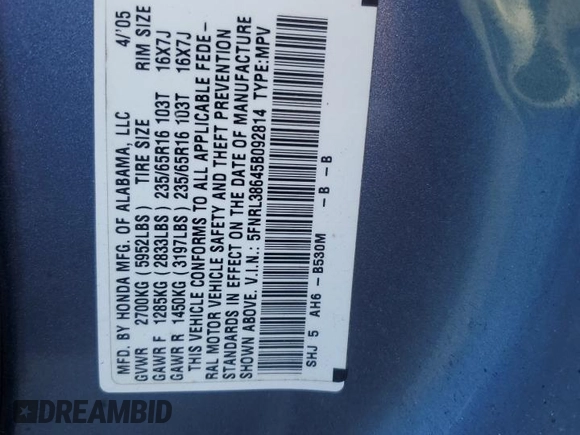 MFD. BY HONDA MFG. OF ALABAMA, LLC 4/'05
GVWR 2700KG (5952LBS) TIRE SIZE RIM SIZE
GAWR F 1285KG (2833LBS) 235/65R16 103T 16X7J
GAWR R 1450KG (3197LBS) 235/65R16 103T 16X7J
THIS VEHICLE CONFORMS TO ALL APPLICABLE FEDE-
RAL MOTOR VEHICLE SAFETY AND THEFT PREVENTION
STANDARDS IN EFFECT ON THE DATE OF MANUFACTURE
SHOWN ABOVE. V.I.N.: 5FNRL38645B092814 TYPE:MPV
SHJ 5 AH6 -B530M -B -B
DREAMBID